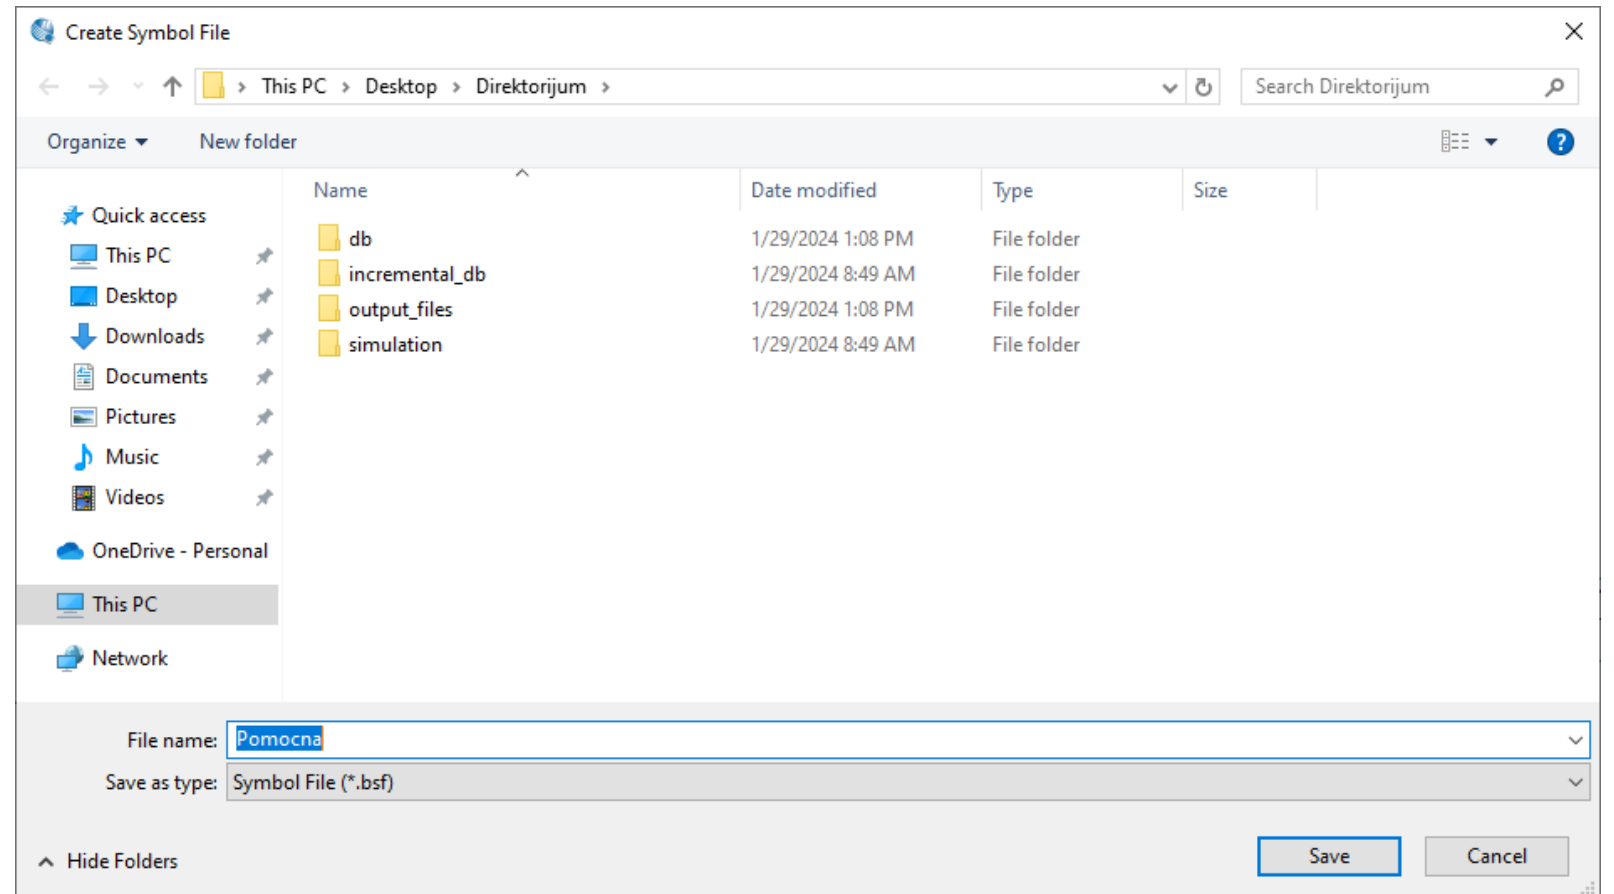 Create Symbol File
This PC > Desktop > Direktorijum >
Search Direktorijum
Organize
New folder
Name
Date modified
Type
Size
Quick access
This PC
Desktop
Downloads
Documents
Pictures
Music
Videos
OneDrive - Personal
This PC
Network
db 1/29/2024 1:08 PM File folder
incremental_db 1/29/2024 8:49 AM File folder
output_files 1/29/2024 1:08 PM File folder
simulation 1/29/2024 8:49 AM File folder
File name: Pomocna
Save as type: Symbol File (*.bsf)
Hide Folders
Save
Cancel